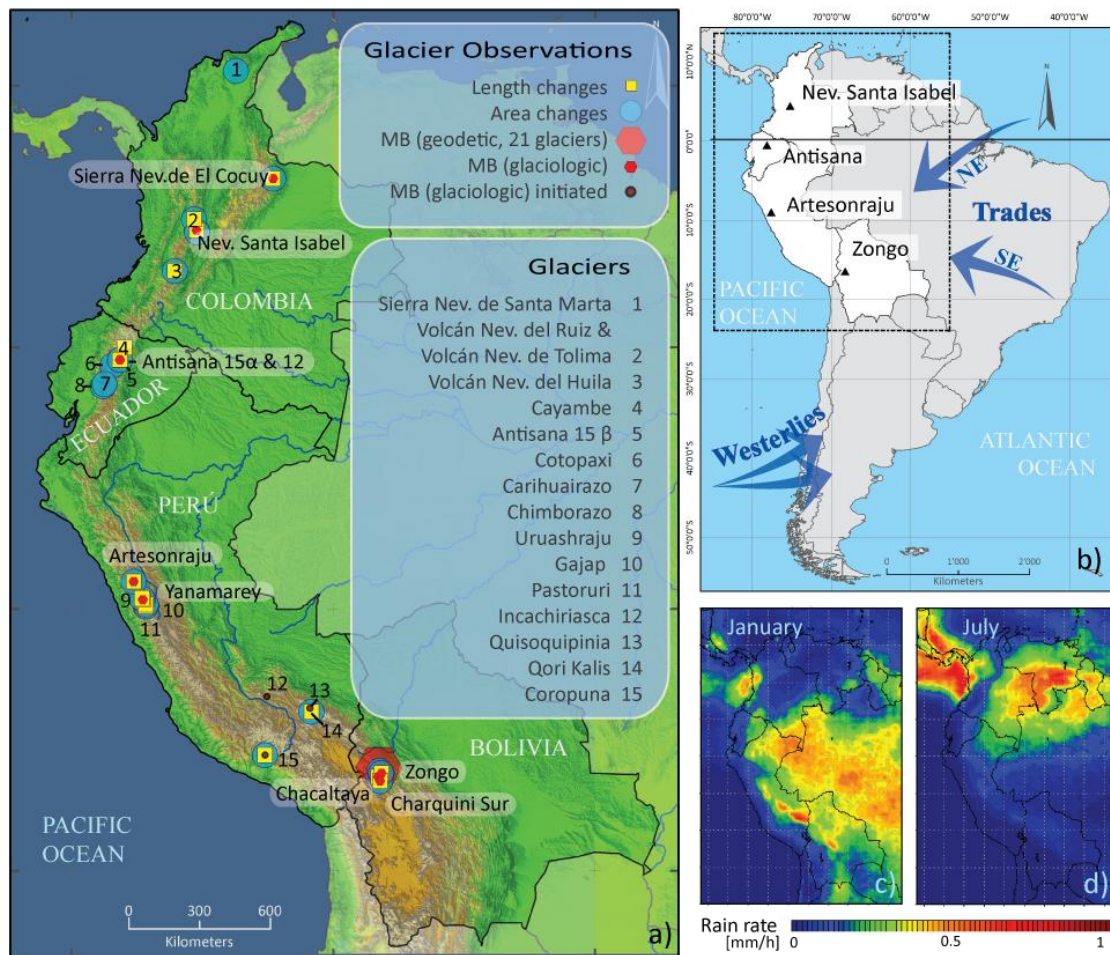 Glacier Observations
Length changes
Area changes
MB (geodetic, 21 glaciers)
MB (glaciologic)
MB (glaciologic) initiated
Glaciers
Sierra Nev. de Santa Marta 1
Volcán Nev. del Ruiz &
Volcán Nev. de Tolima 2
Volcán Nev. del Huila 3
Cayambe 4
Antisana 15 β 5
Cotopaxi 6
Carihuairazo 7
Chimborazo 8
Uruashraju 9
Gajap 10
Pastoruri 11
Incachiriasca 12
Quisoquipinia 13
Qori Kalis 14
Coropuna 15
N
1
Sierra Nev.de El Cocuy
2
Nev. Santa Isabel
3
COLOMBIA
4
Antisana 15α & 12
6
5
8
7
ECUADOR
PERÚ
Artesonraju
Yanamarey
9
10
11
12
13
14
15
BOLIVIA
Zongo
Chacaltaya
Charquini Sur
PACIFIC
OCEAN
0 300 600
Kilometers
a)
80°0'0"W 70°0'0"W 60°0'0"W 50°0'0"W 40°0'0"W
10°0'0"N
0°0'0"
10°0'0"S
20°0'0"S
30°0'0"S
40°0'0"S
50°0'0"S
N
Nev. Santa Isabel
Antisana
Artesonraju
Zongo
NE
Trades
SE
PACIFIC
OCEAN
Westerlies
ATLANTIC
OCEAN
0 1'000 2'000
Kilometers
b)
January
c)
July
d)
Rain rate
[mm/h]
0 0.5 1